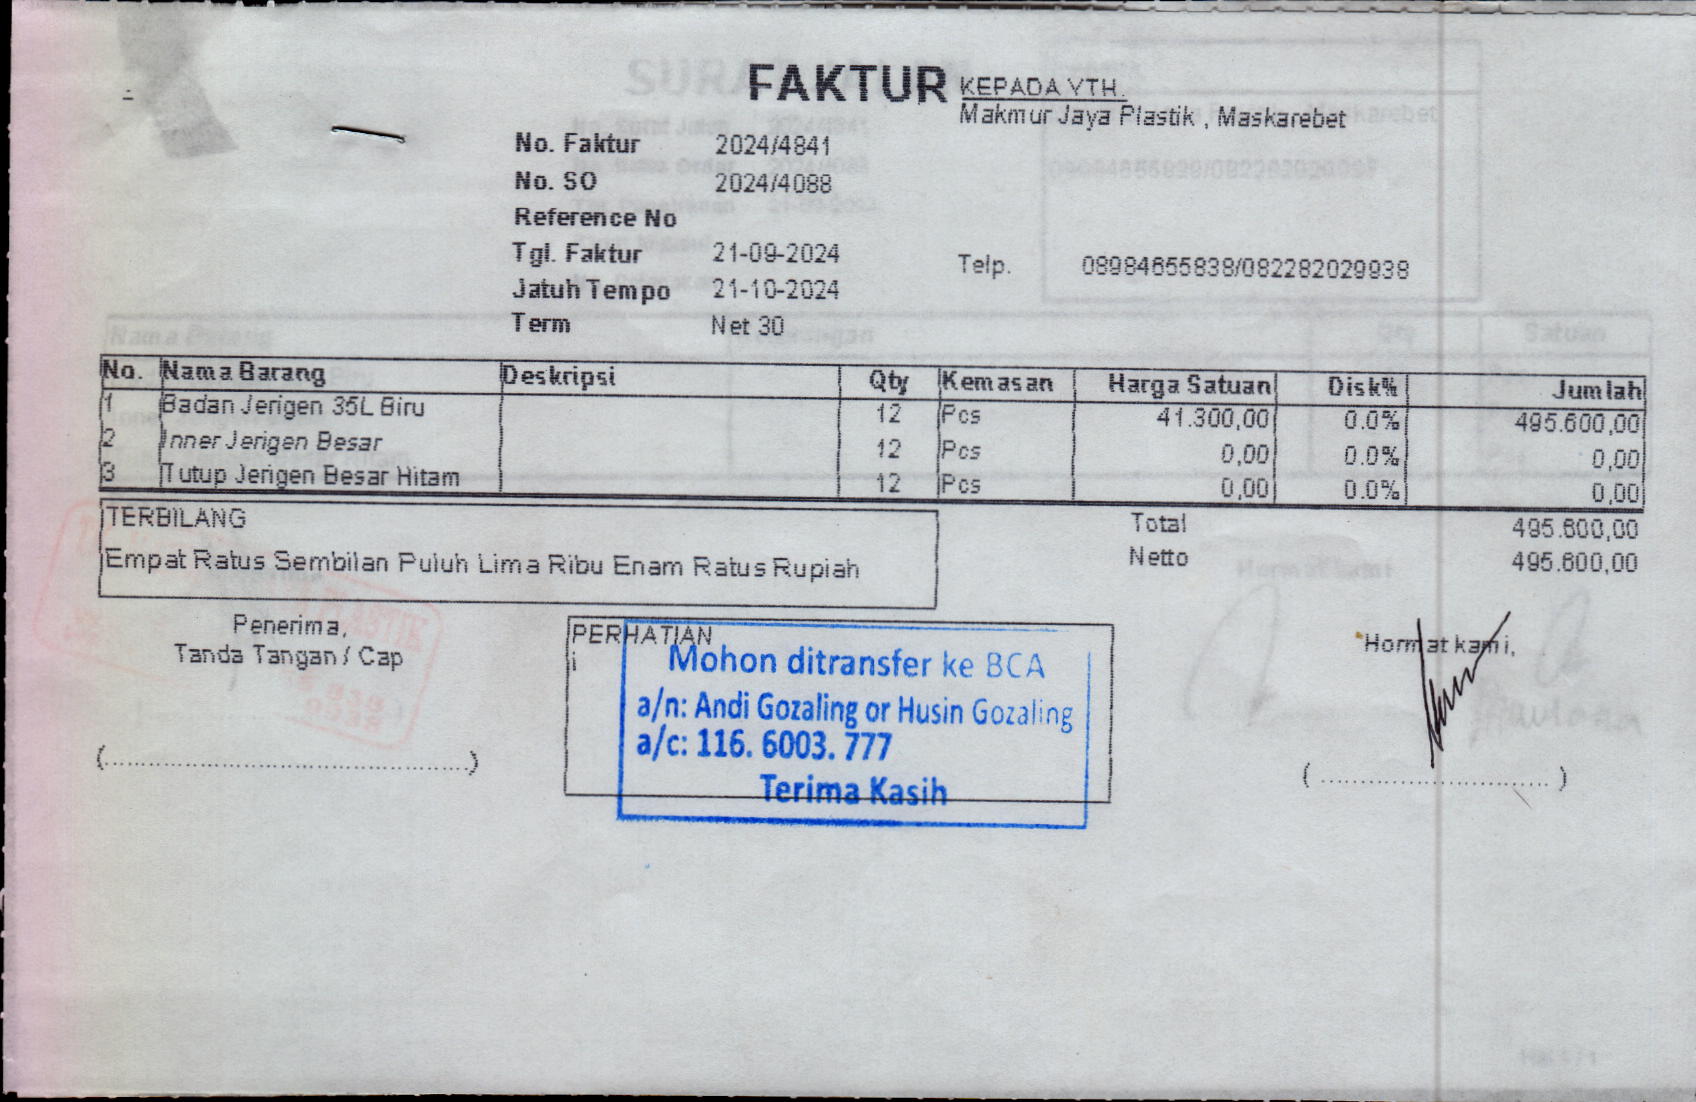 FAKTUR
KEPADA YTH.
Makmur Jaya Plastik , Maskarebet
No. Faktur 2024/4841
No. SO 2024/4088
Reference No
Tgl. Faktur 21-09-2024
Telp. 08984655838/082282029938
Jatuh Tempo 21-10-2024
Term Net 30
No. Nama Barang Deskripsi Qty Kemasan Harga Satuan Disk% Jumlah
1 Badan Jerigen 35L Biru 12 Pcs 41.300,00 0.0% 495.600,00
2 Inner Jerigen Besar 12 Pcs 0,00 0.0% 0,00
3 Tutup Jerigen Besar Hitam 12 Pcs 0,00 0.0% 0,00
TERBILANG
Empat Ratus Sembilan Puluh Lima Ribu Enam Ratus Rupiah
Total 495.600,00
Netto 495.600,00
Penerima,
Tanda Tangan / Cap
(...............................................)
PERHATIAN
i
Mohon ditransfer ke BCA
a/n: Andi Gozaling or Husin Gozaling
a/c: 116. 6003. 777
Terima Kasih
Hormat kami,
( ............................. )